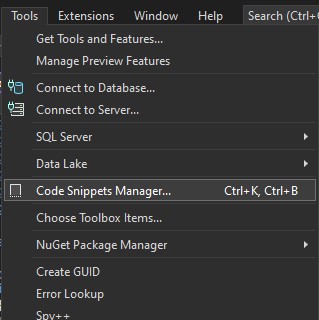 Tools Extensions Window Help Search (Ctrl+
Get Tools and Features...
Manage Preview Features
Connect to Database...
Connect to Server...
SQL Server
Data Lake
Code Snippets Manager... Ctrl+K, Ctrl+B
Choose Toolbox Items...
NuGet Package Manager
Create GUID
Error Lookup
Spy++